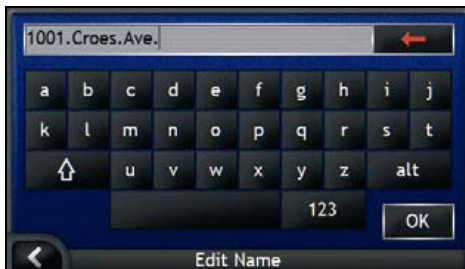 1001.Croes.Ave.
a b c d e f g h i j
k l m n o p q r s t
u v w x y z alt
123 OK
Edit Name